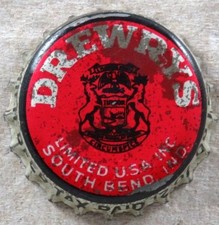 DREWRYS
LIMITED U.S.A. INC.
SOUTH BEND, IND.